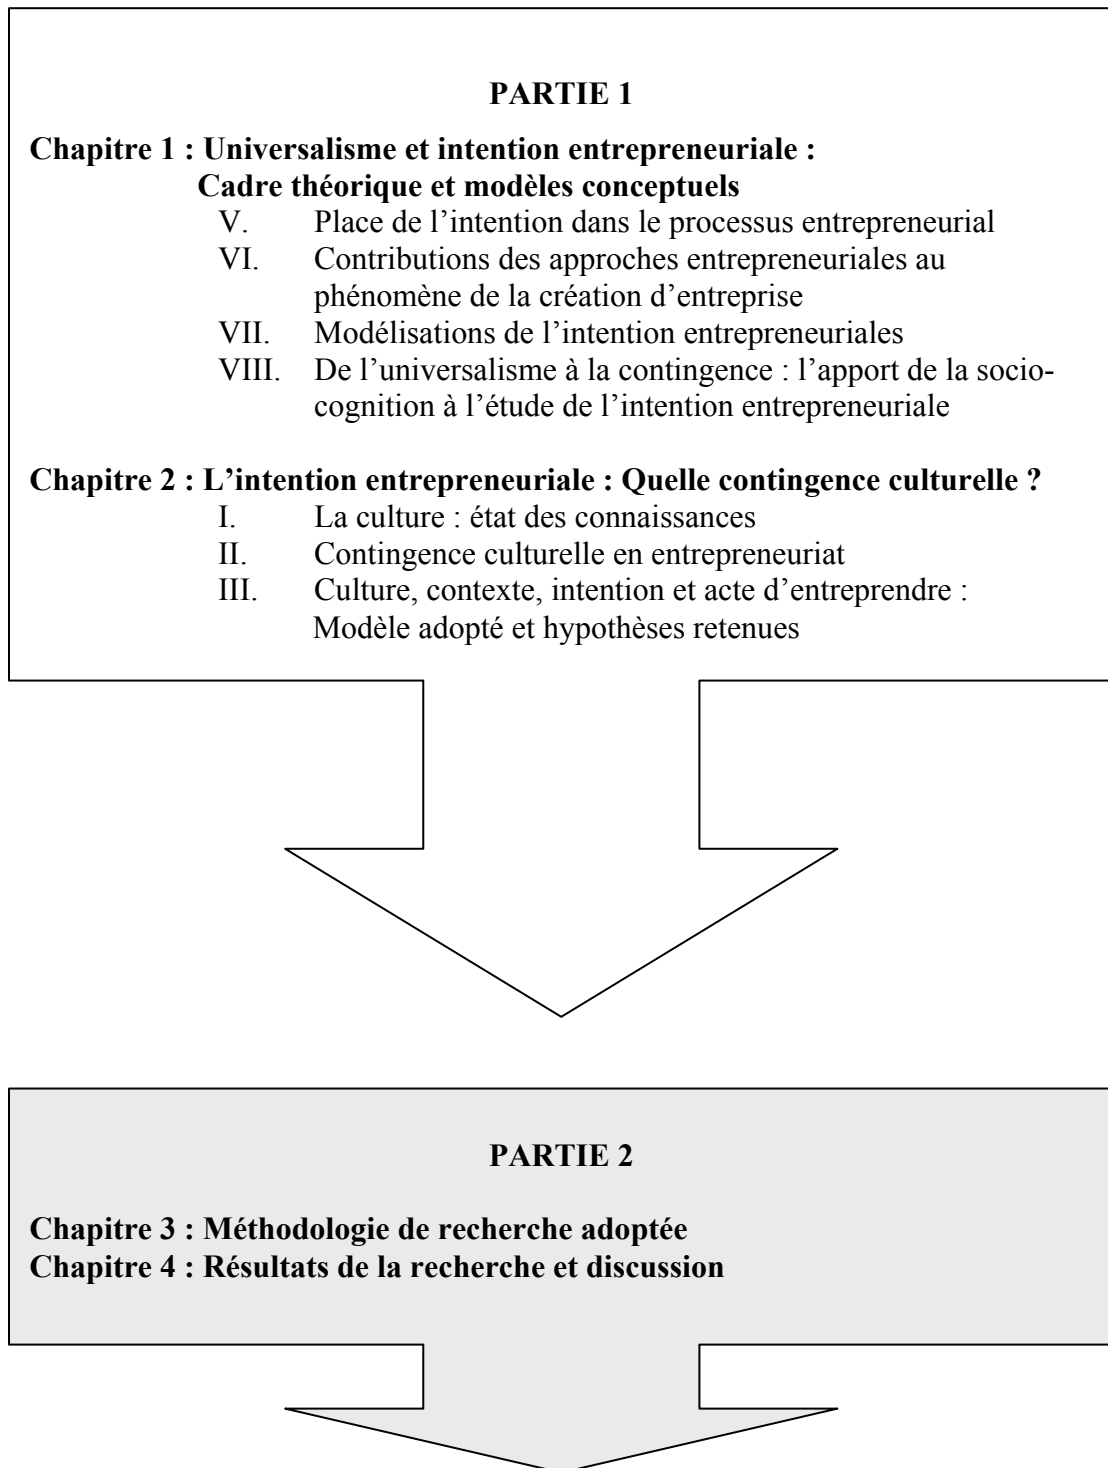 PARTIE 1
Chapitre 1 : Universalisme et intention entrepreneuriale :
Cadre théorique et modèles conceptuels
V. Place de l’intention dans le processus entrepreneurial
VI. Contributions des approches entrepreneuriales au
phénomène de la création d’entreprise
VII. Modélisations de l’intention entrepreneuriales
VIII. De l’universalisme à la contingence : l’apport de la socio-
cognition à l’étude de l’intention entrepreneuriale
Chapitre 2 : L’intention entrepreneuriale : Quelle contingence culturelle ?
I. La culture : état des connaissances
II. Contingence culturelle en entrepreneuriat
III. Culture, contexte, intention et acte d’entreprendre :
Modèle adopté et hypothèses retenues
PARTIE 2
Chapitre 3 : Méthodologie de recherche adoptée
Chapitre 4 : Résultats de la recherche et discussion